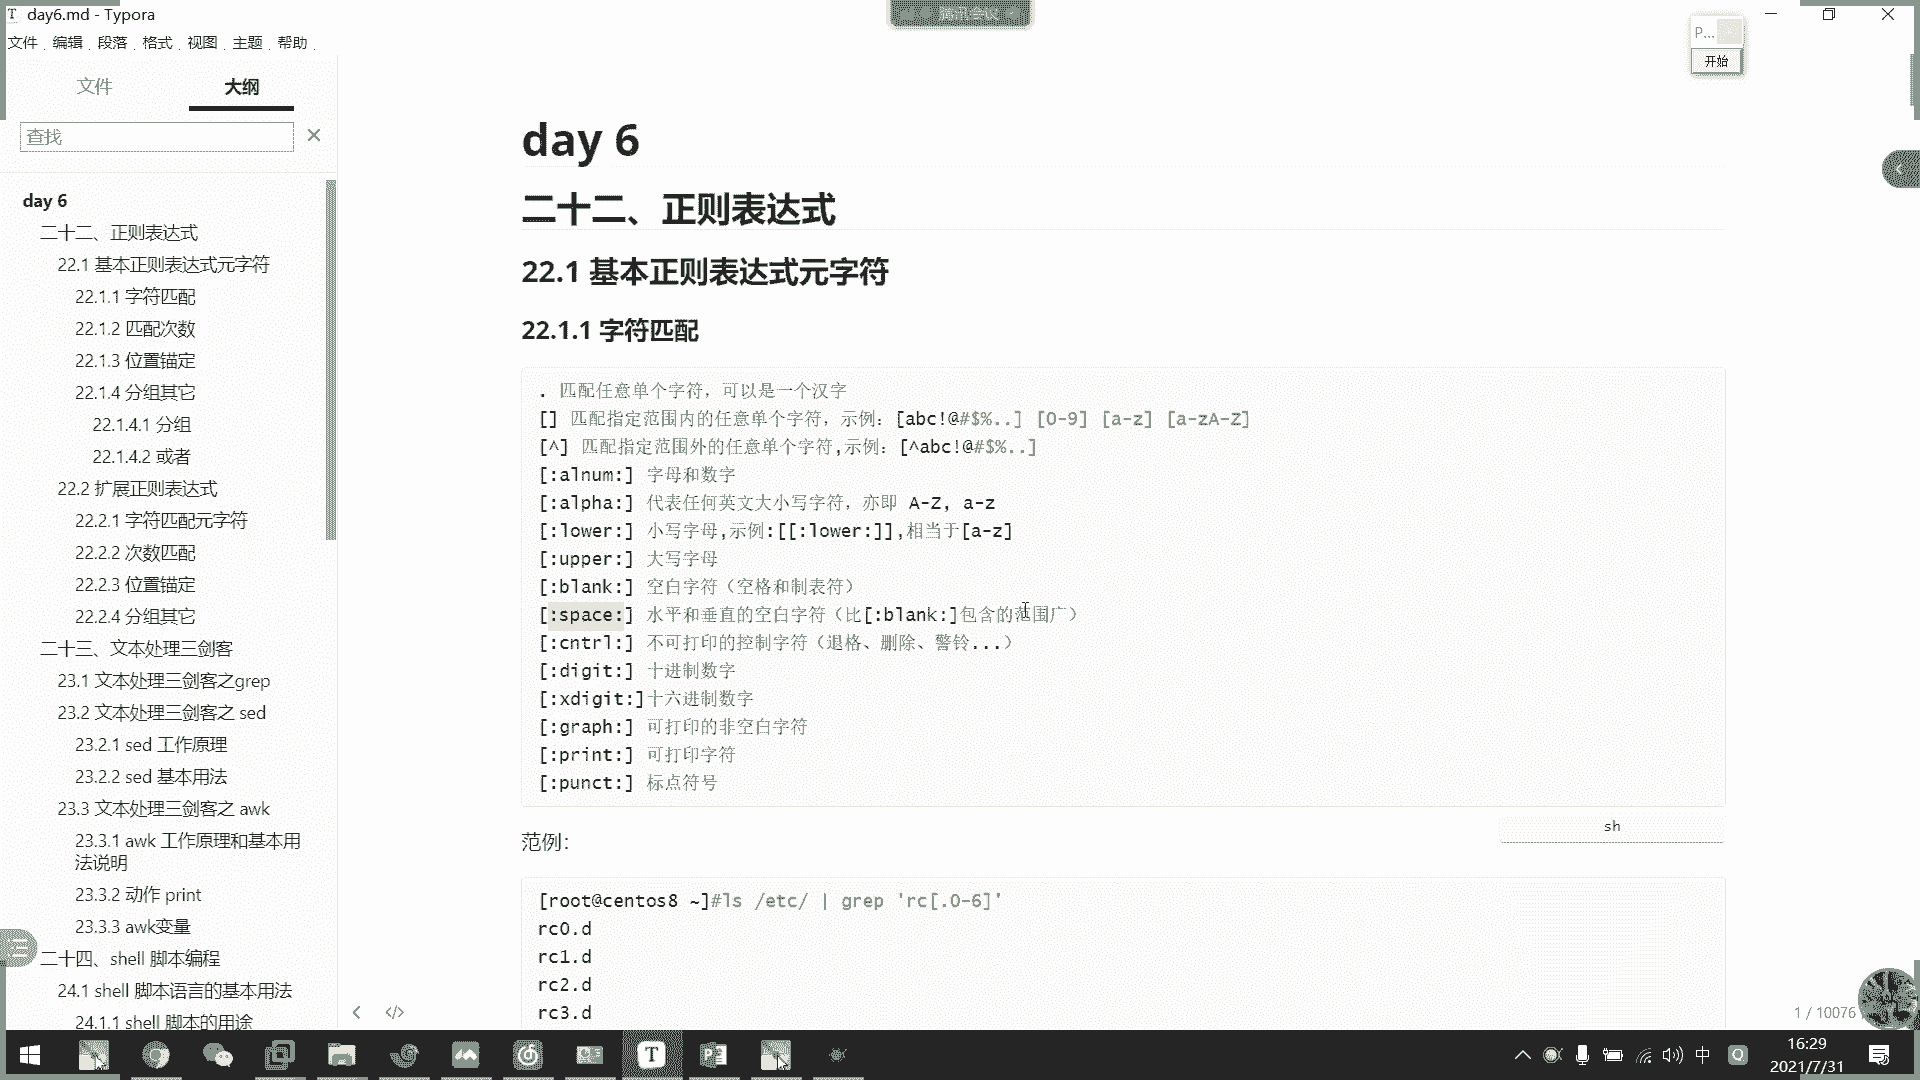 day6.md - Typora
腾讯会议
文件 编辑 段落 格式 视图 主题 帮助
P...
开始
文件 大纲
查找
day 6
二十二、正则表达式
22.1 基本正则表达式元字符
22.1.1 字符匹配
22.1.2 匹配次数
22.1.3 位置锚定
22.1.4 分组其它
22.1.4.1 分组
22.1.4.2 或者
22.2 扩展正则表达式
22.2.1 字符匹配元字符
22.2.2 次数匹配
22.2.3 位置锚定
22.2.4 分组其它
二十三、文本处理三剑客
23.1 文本处理三剑客之grep
23.2 文本处理三剑客之 sed
23.2.1 sed 工作原理
23.2.2 sed 基本用法
23.3 文本处理三剑客之 awk
23.3.1 awk 工作原理和基本用
法说明
23.3.2 动作 print
23.3.3 awk变量
二十四、shell 脚本编程
24.1 shell 脚本语言的基本用法
24.1.1 shell 脚本的用途
day 6
二十二、正则表达式
22.1 基本正则表达式元字符
22.1.1 字符匹配
. 匹配任意单个字符，可以是一个汉字
[] 匹配指定范围内的任意单个字符，示例：[abc!@#$%..] [0-9] [a-z] [a-zA-Z]
[^] 匹配指定范围外的任意单个字符,示例：[^abc!@#$%..]
[:alnum:] 字母和数字
[:alpha:] 代表任何英文大小写字符，亦即 A-Z, a-z
[:lower:] 小写字母,示例:[[:lower:]],相当于[a-z]
[:upper:] 大写字母
[:blank:] 空白字符（空格和制表符）
[:space:] 水平和垂直的空白字符（比[:blank:]包含的范围广）
[:cntrl:] 不可打印的控制字符（退格、删除、警铃...）
[:digit:] 十进制数字
[:xdigit:]十六进制数字
[:graph:] 可打印的非空白字符
[:print:] 可打印字符
[:punct:] 标点符号
sh
范例：
[root@centos8 ~]#ls /etc/ | grep 'rc[.0-6]'
rc0.d
rc1.d
rc2.d
rc3.d
1 / 10076
中
16:29
2021/7/31